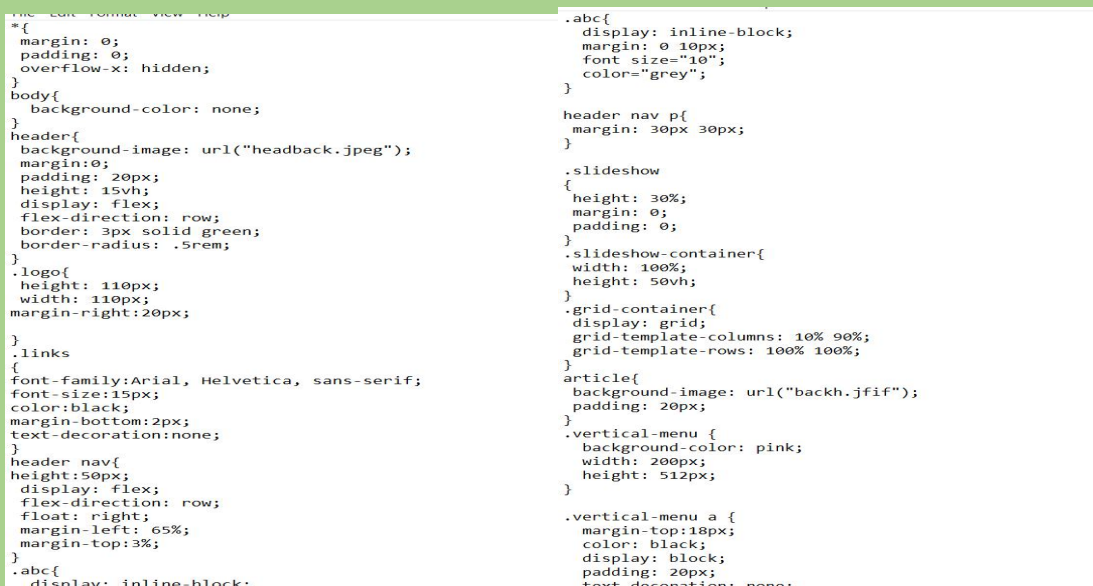 File Edit Format View Help
*{
margin: 0;
padding: 0;
overflow-x: hidden;
}
body{
background-color: none;
}
header{
background-image: url("headback.jpeg");
margin:0;
padding: 20px;
height: 15vh;
display: flex;
flex-direction: row;
border: 3px solid green;
border-radius: .5rem;
}
.logo{
height: 110px;
width: 110px;
margin-right:20px;
}
.links
{
font-family:Arial, Helvetica, sans-serif;
font-size:15px;
color:black;
margin-bottom:2px;
text-decoration:none;
}
header nav{
height:50px;
display: flex;
flex-direction: row;
float: right;
margin-left: 65%;
margin-top:3%;
}
.abc{
display: inline-block;
.abc{
display: inline-block;
margin: 0 10px;
font size="10";
color="grey";
}
header nav p{
margin: 30px 30px;
}
.slideshow
{
height: 30%;
margin: 0;
padding: 0;
}
.slideshow-container{
width: 100%;
height: 50vh;
}
.grid-container{
display: grid;
grid-template-columns: 10% 90%;
grid-template-rows: 100% 100%;
}
article{
background-image: url("backh.jfif");
padding: 20px;
}
.vertical-menu {
background-color: pink;
width: 200px;
height: 512px;
}
.vertical-menu a {
margin-top:18px;
color: black;
display: block;
padding: 20px;
text-decoration: none;